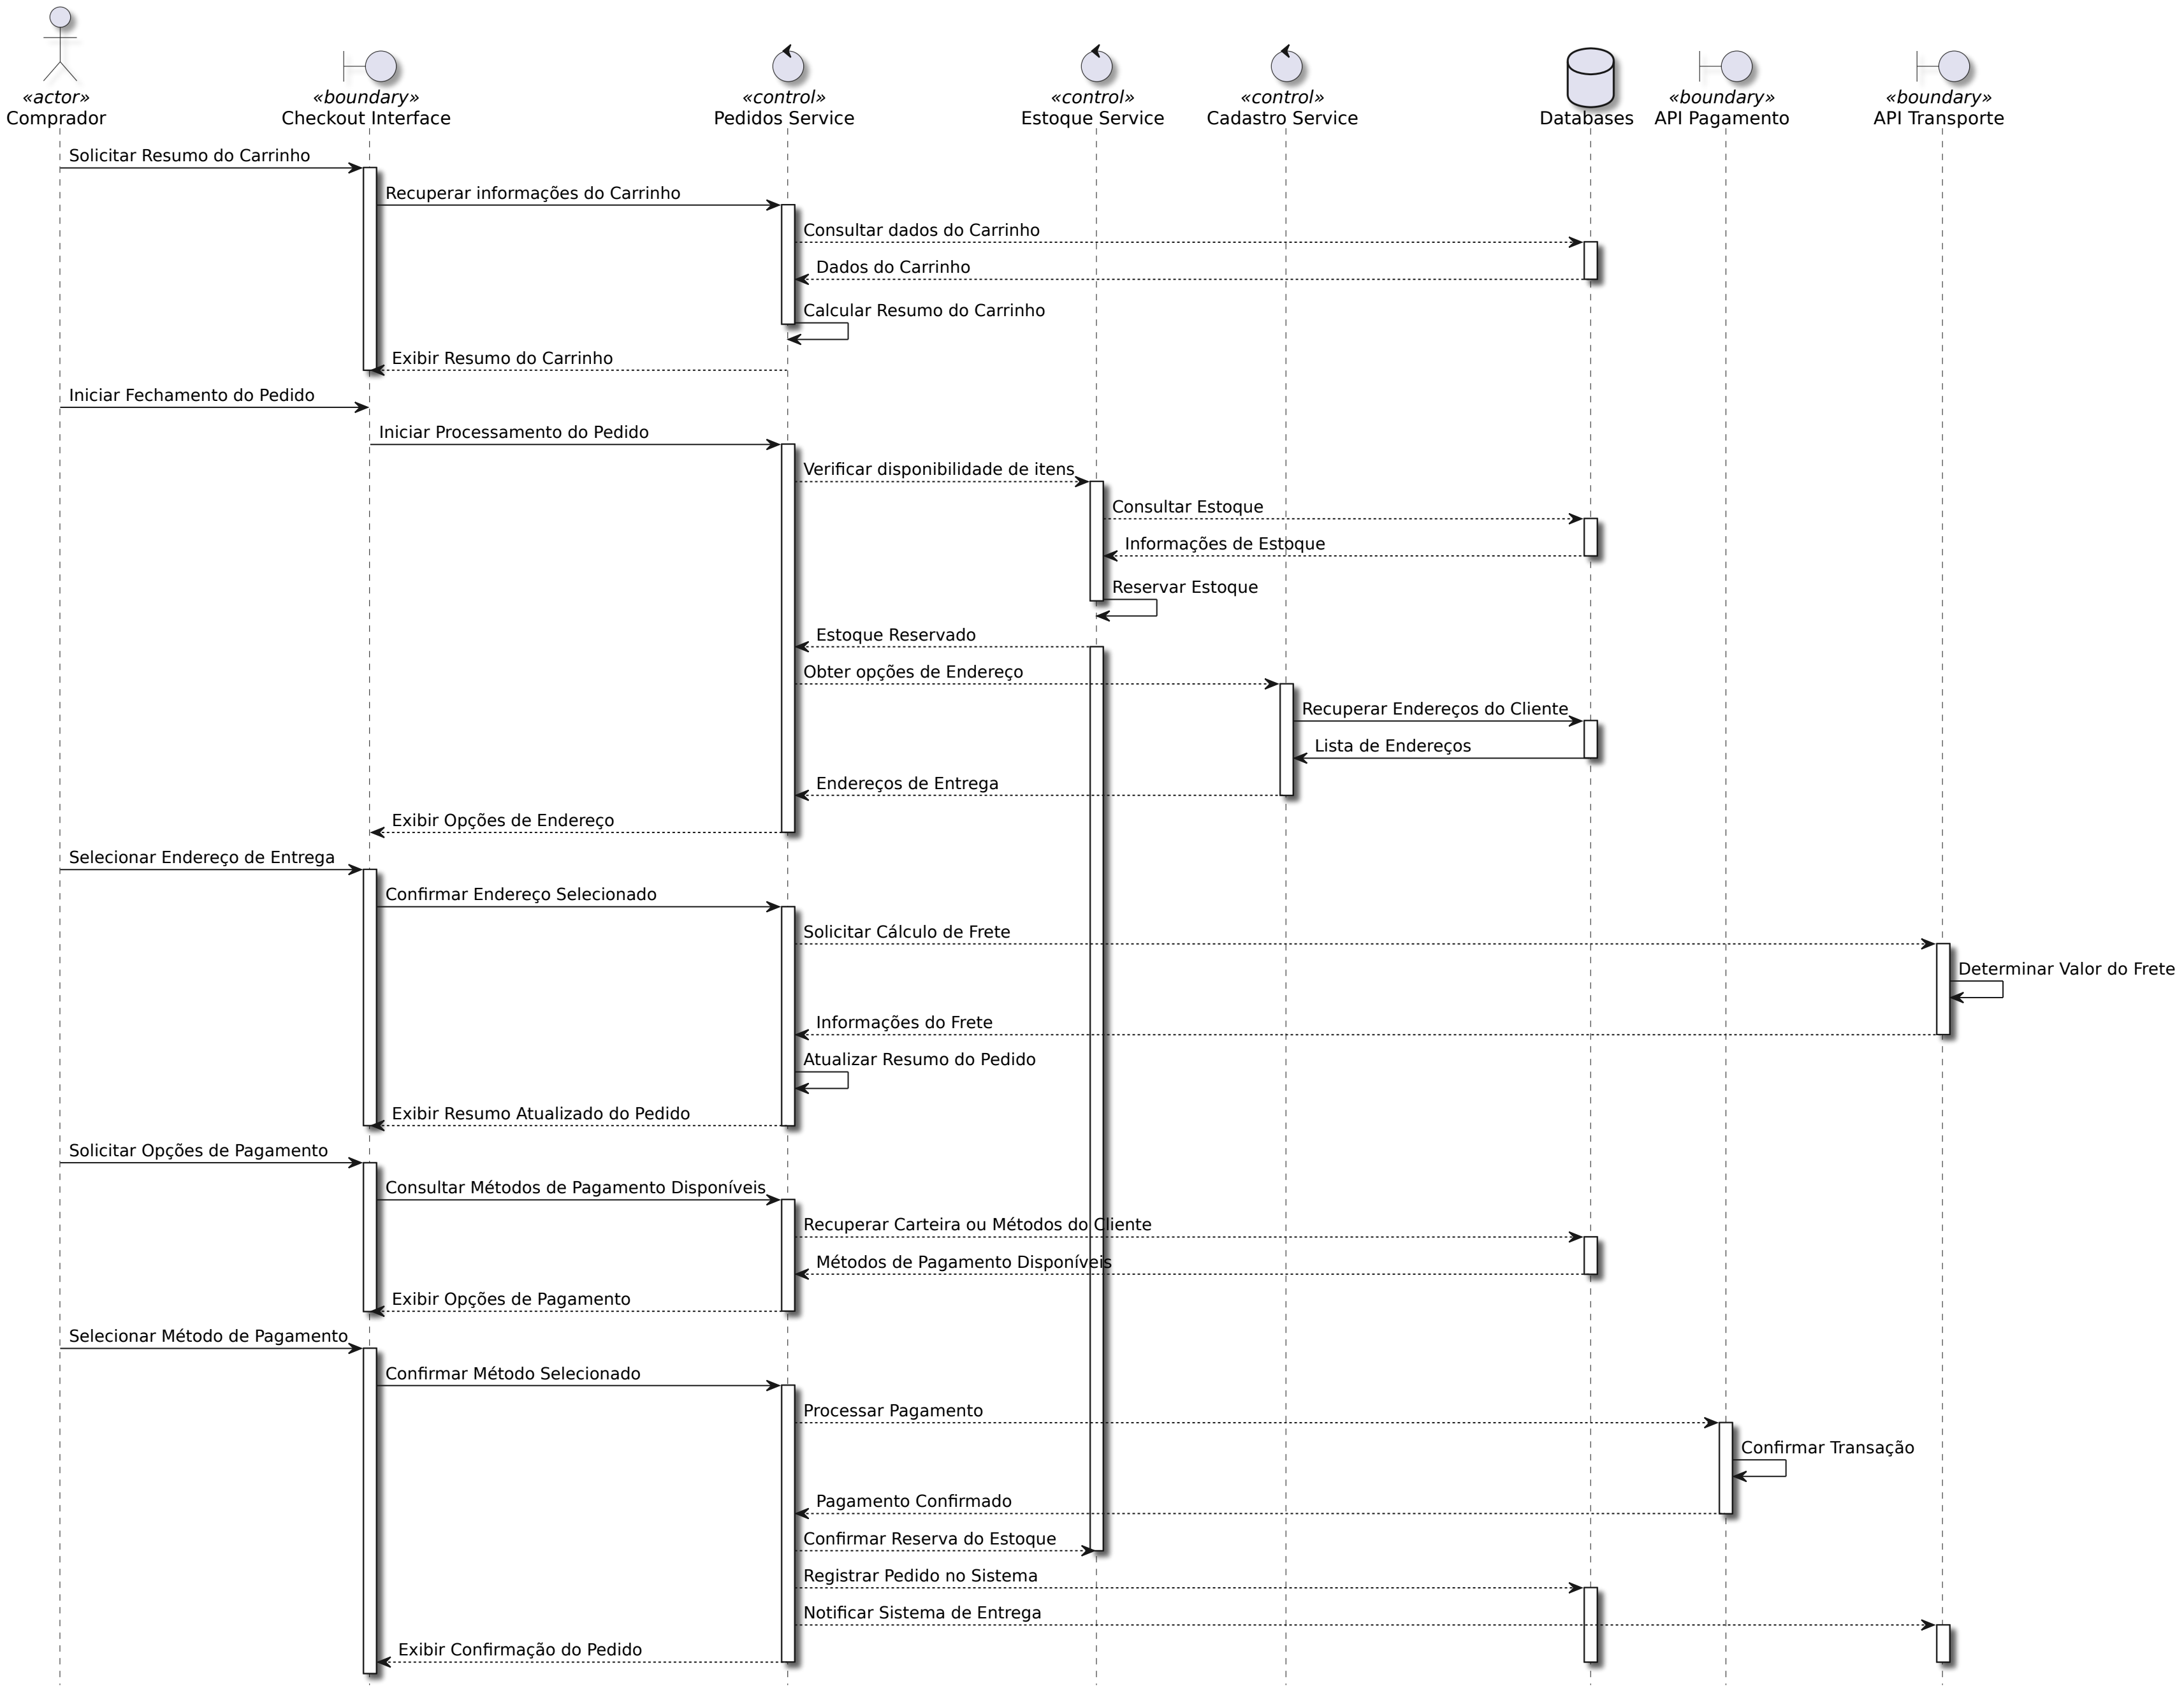 «actor»
Comprador
«boundary»
Checkout Interface
«control»
Pedidos Service
«control»
Estoque Service
«control»
Cadastro Service
Databases
«boundary»
API Pagamento
«boundary»
API Transporte
Solicitar Resumo do Carrinho
Recuperar informações do Carrinho
Consultar dados do Carrinho
Dados do Carrinho
Calcular Resumo do Carrinho
Exibir Resumo do Carrinho
Iniciar Fechamento do Pedido
Iniciar Processamento do Pedido
Verificar disponibilidade de itens
Consultar Estoque
Informações de Estoque
Reservar Estoque
Estoque Reservado
Obter opções de Endereço
Recuperar Endereços do Cliente
Lista de Endereços
Endereços de Entrega
Exibir Opções de Endereço
Selecionar Endereço de Entrega
Confirmar Endereço Selecionado
Solicitar Cálculo de Frete
Determinar Valor do Frete
Informações do Frete
Atualizar Resumo do Pedido
Exibir Resumo Atualizado do Pedido
Solicitar Opções de Pagamento
Consultar Métodos de Pagamento Disponíveis
Recuperar Carteira ou Métodos do Cliente
Métodos de Pagamento Disponíveis
Exibir Opções de Pagamento
Selecionar Método de Pagamento
Confirmar Método Selecionado
Processar Pagamento
Confirmar Transação
Pagamento Confirmado
Confirmar Reserva do Estoque
Registrar Pedido no Sistema
Notificar Sistema de Entrega
Exibir Confirmação do Pedido